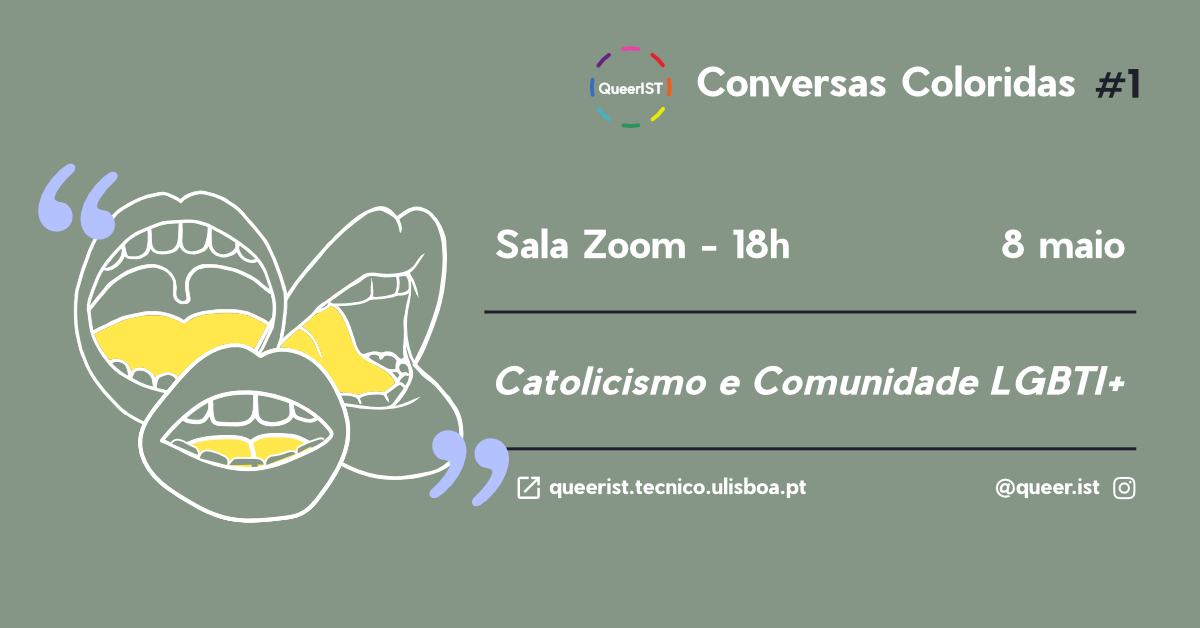 QueerIST
Conversas Coloridas #1
Sala Zoom - 18h
8 maio
Catolicismo e Comunidade LGBTI+
queerist.tecnico.ulisboa.pt
@queer.ist